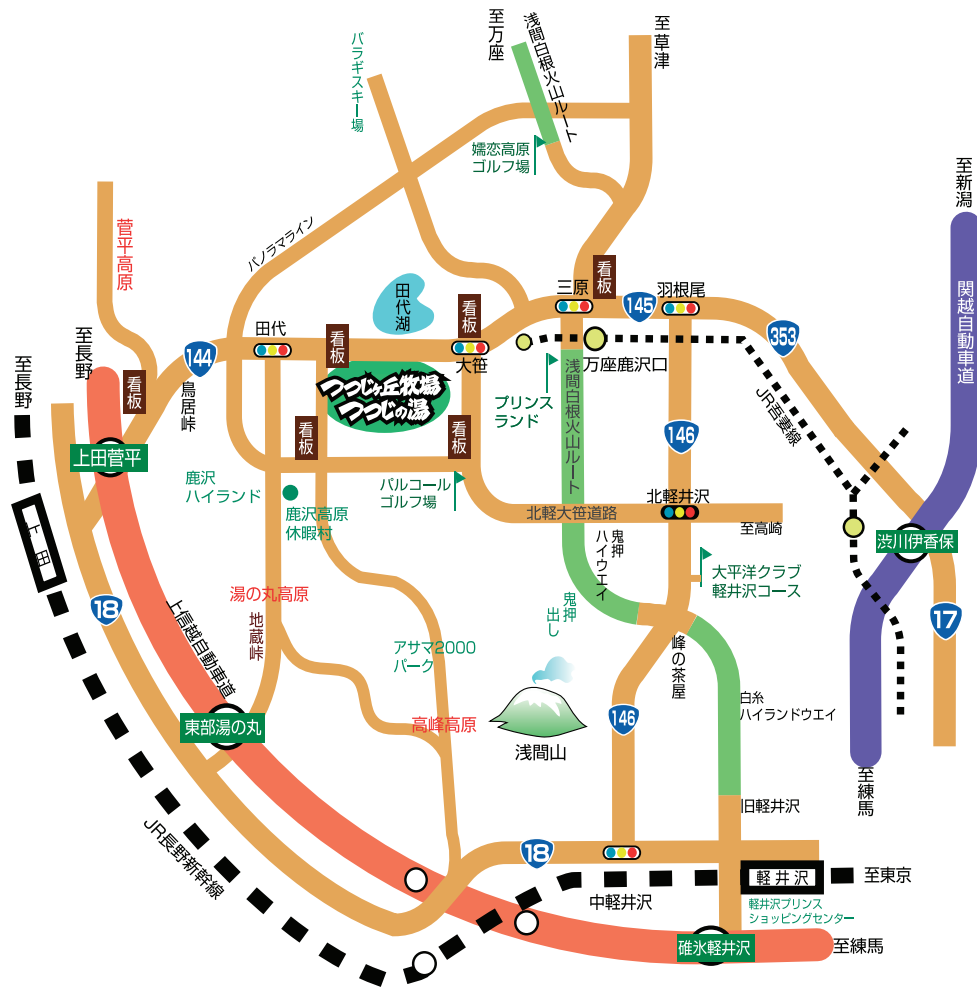 至万座
浅間白根火山ルート
至草津
バラギスキー場
嬬恋高原
ゴルフ場
至新潟
菅平高原
パノラマライン
看板
三原
145
羽根尾
関越自動車道
田代湖
看板
田代
看板
大笹
353
至長野
144
万座鹿沢口
至長野
看板
鳥居峠
つつじヶ丘牧場
つつじの湯
プリンス
ランド
浅間白根火山ルート
JR吾妻線
看板
看板
146
上田菅平
鹿沢
ハイランド
パルコール
ゴルフ場
北軽井沢
鹿沢高原
休暇村
北軽大笹道路
至高崎
上田
鬼押
ハイウエイ
渋川伊香保
大平洋クラブ
軽井沢コース
湯の丸高原
18
上信越自動車道
地蔵峠
鬼押
出し
17
アサマ2000
パーク
峰の茶屋
高峰高原
146
白糸
ハイランドウエイ
東部湯の丸
浅間山
至練馬
旧軽井沢
JR長野新幹線
18
軽井沢
至東京
中軽井沢
軽井沢プリンス
ショッピングセンター
碓氷軽井沢
至練馬